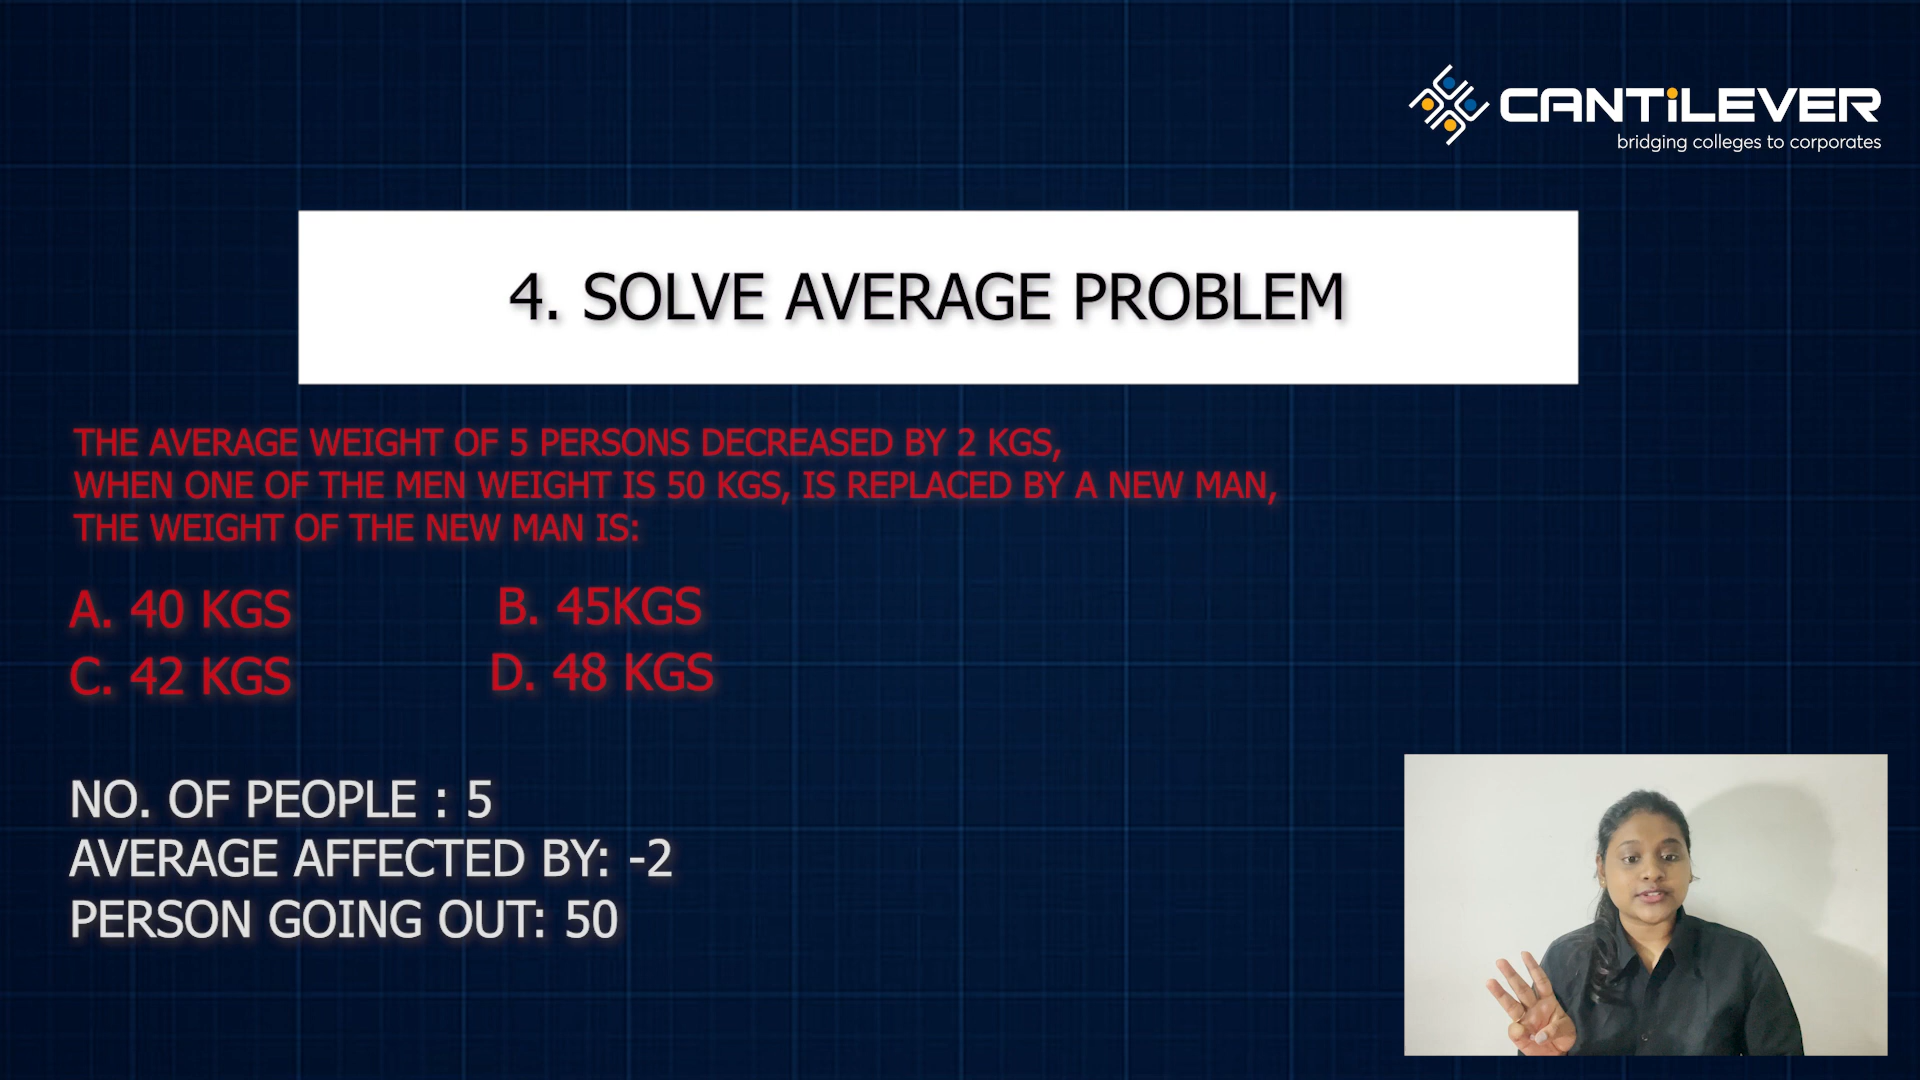 CANTiLEVER
bridging colleges to corporates
4. SOLVE AVERAGE PROBLEM
THE AVERAGE WEIGHT OF 5 PERSONS DECREASED BY 2 KGS,
WHEN ONE OF THE MEN WEIGHT IS 50 KGS, IS REPLACED BY A NEW MAN,
THE WEIGHT OF THE NEW MAN IS:
A. 40 KGS B. 45KGS
C. 42 KGS D. 48 KGS
NO. OF PEOPLE : 5
AVERAGE AFFECTED BY: -2
PERSON GOING OUT: 50